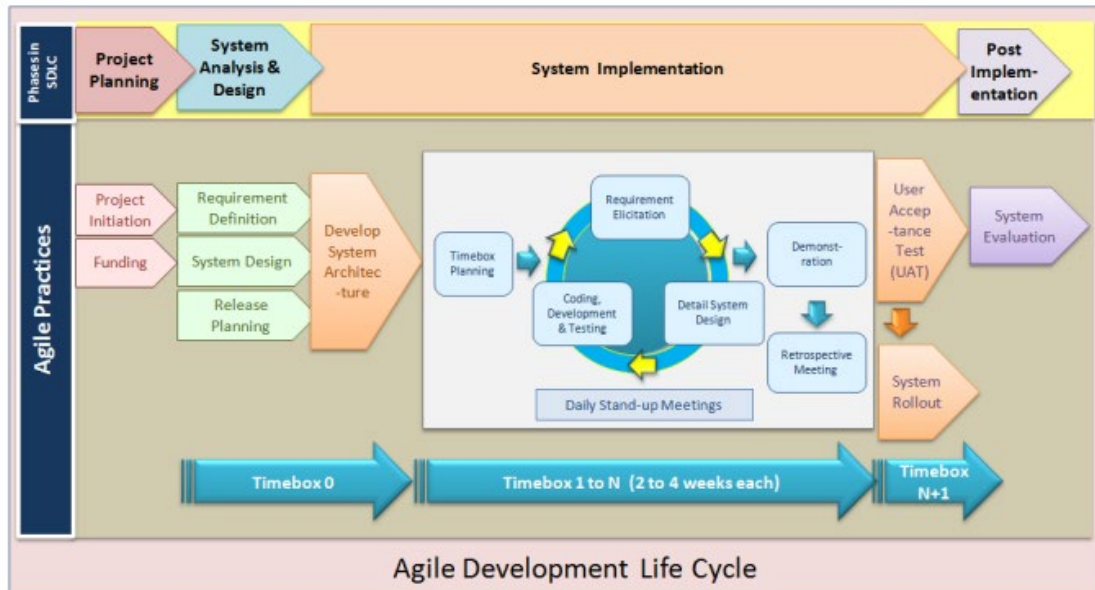 Phases in
SDLC
Project
Planning
System
Analysis &
Design
System Implementation
Post
Implem-
entation
Agile Practices
Project
Initiation
Funding
Requirement
Definition
System Design
Release
Planning
Develop
System
Architec
-ture
Timebox
Planning
Requirement
Elicitation
Coding,
Development
& Testing
Detail System
Design
Demonst-
ration
Retrospective
Meeting
Daily Stand-up Meetings
User
Accep
-tance
Test
(UAT)
System
Rollout
System
Evaluation
Timebox 0
Timebox 1 to N (2 to 4 weeks each)
Timebox
N+1
Agile Development Life Cycle